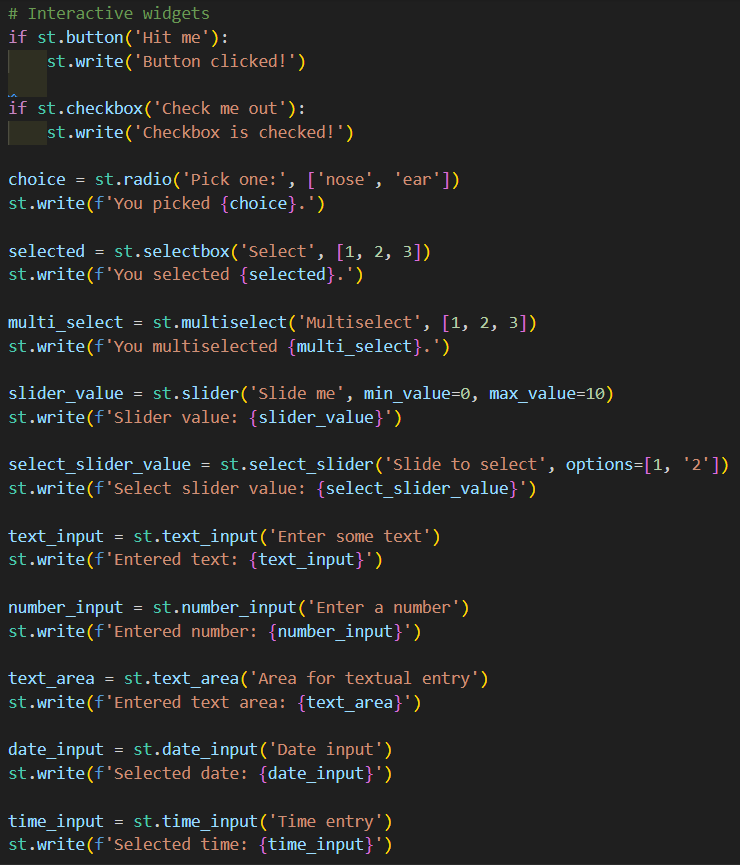 # Interactive widgets
if st.button('Hit me'):
    st.write('Button clicked!')
if st.checkbox('Check me out'):
    st.write('Checkbox is checked!')
choice = st.radio('Pick one:', ['nose', 'ear'])
st.write(f'You picked {choice}.')
selected = st.selectbox('Select', [1, 2, 3])
st.write(f'You selected {selected}.')
multi_select = st.multiselect('Multiselect', [1, 2, 3])
st.write(f'You multiselected {multi_select}.')
slider_value = st.slider('Slide me', min_value=0, max_value=10)
st.write(f'Slider value: {slider_value}')
select_slider_value = st.select_slider('Slide to select', options=[1, '2'])
st.write(f'Select slider value: {select_slider_value}')
text_input = st.text_input('Enter some text')
st.write(f'Entered text: {text_input}')
number_input = st.number_input('Enter a number')
st.write(f'Entered number: {number_input}')
text_area = st.text_area('Area for textual entry')
st.write(f'Entered text area: {text_area}')
date_input = st.date_input('Date input')
st.write(f'Selected date: {date_input}')
time_input = st.time_input('Time entry')
st.write(f'Selected time: {time_input}')